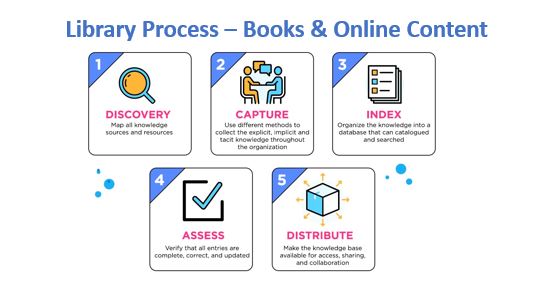 Library Process – Books & Online Content
1
DISCOVERY
Map all knowledge
sources and resources
2
CAPTURE
Use different methods to
collect the explicit, implicit and
tacit knowledge throughout
the organization
3
INDEX
Organize the knowledge into a
database that can catalogued
and searched
4
ASSESS
Verify that all entries are
complete, correct, and updated
5
DISTRIBUTE
Make the knowledge base
available for access, sharing,
and collaboration